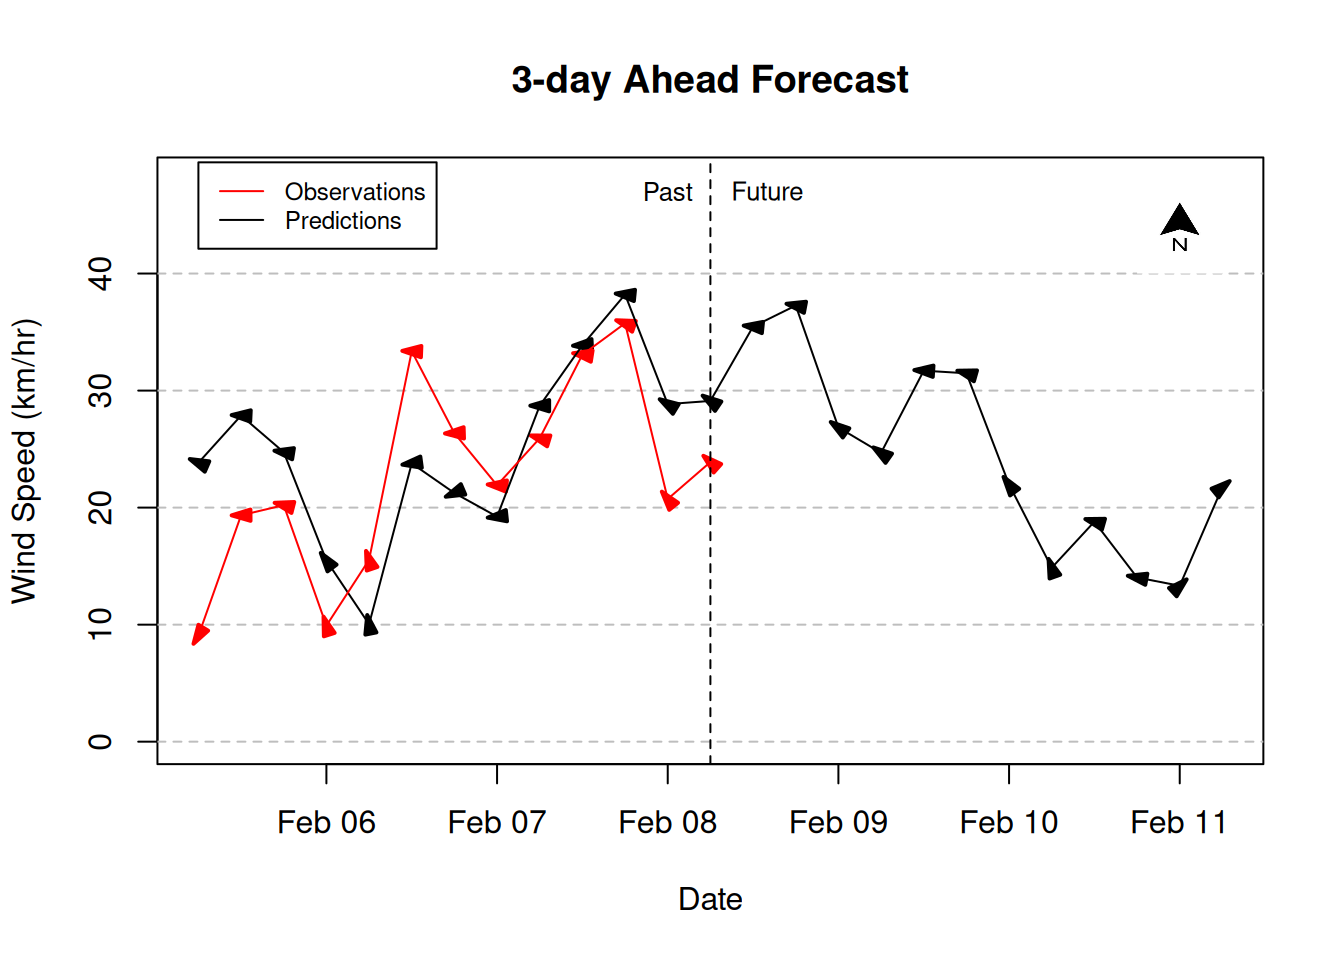 3-day Ahead Forecast
Observations
Predictions
Past
Future
N
Wind Speed (km/hr)
40
30
20
10
0
Feb 06
Feb 07
Feb 08
Feb 09
Feb 10
Feb 11
Date